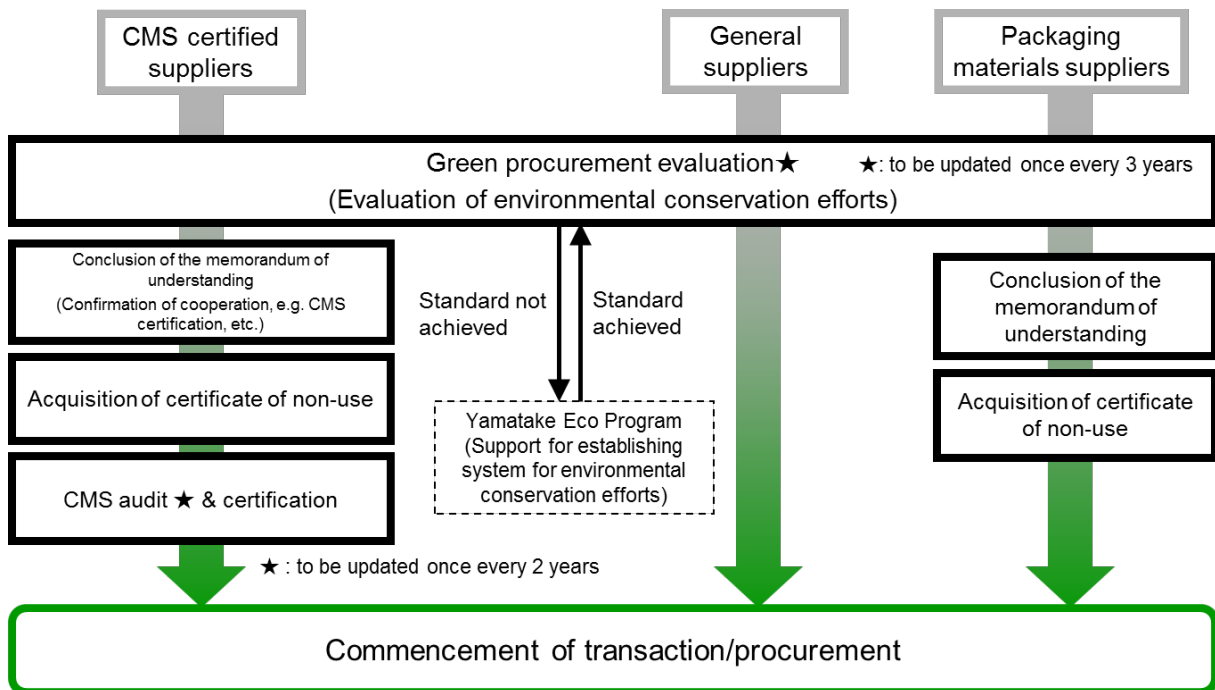 CMS certified
suppliers
General
suppliers
Packaging
materials suppliers
Green procurement evaluation★
★: to be updated once every 3 years
(Evaluation of environmental conservation efforts)
Conclusion of the memorandum of
understanding
(Confirmation of cooperation, e.g. CMS
certification, etc.)
Acquisition of certificate of non-use
CMS audit ★ & certification
★ : to be updated once every 2 years
Standard not
achieved
Standard
achieved
Yamatake Eco Program
(Support for establishing
system for environmental
conservation efforts)
Conclusion of the
memorandum of
understanding
Acquisition of certificate
of non-use
Commencement of transaction/procurement